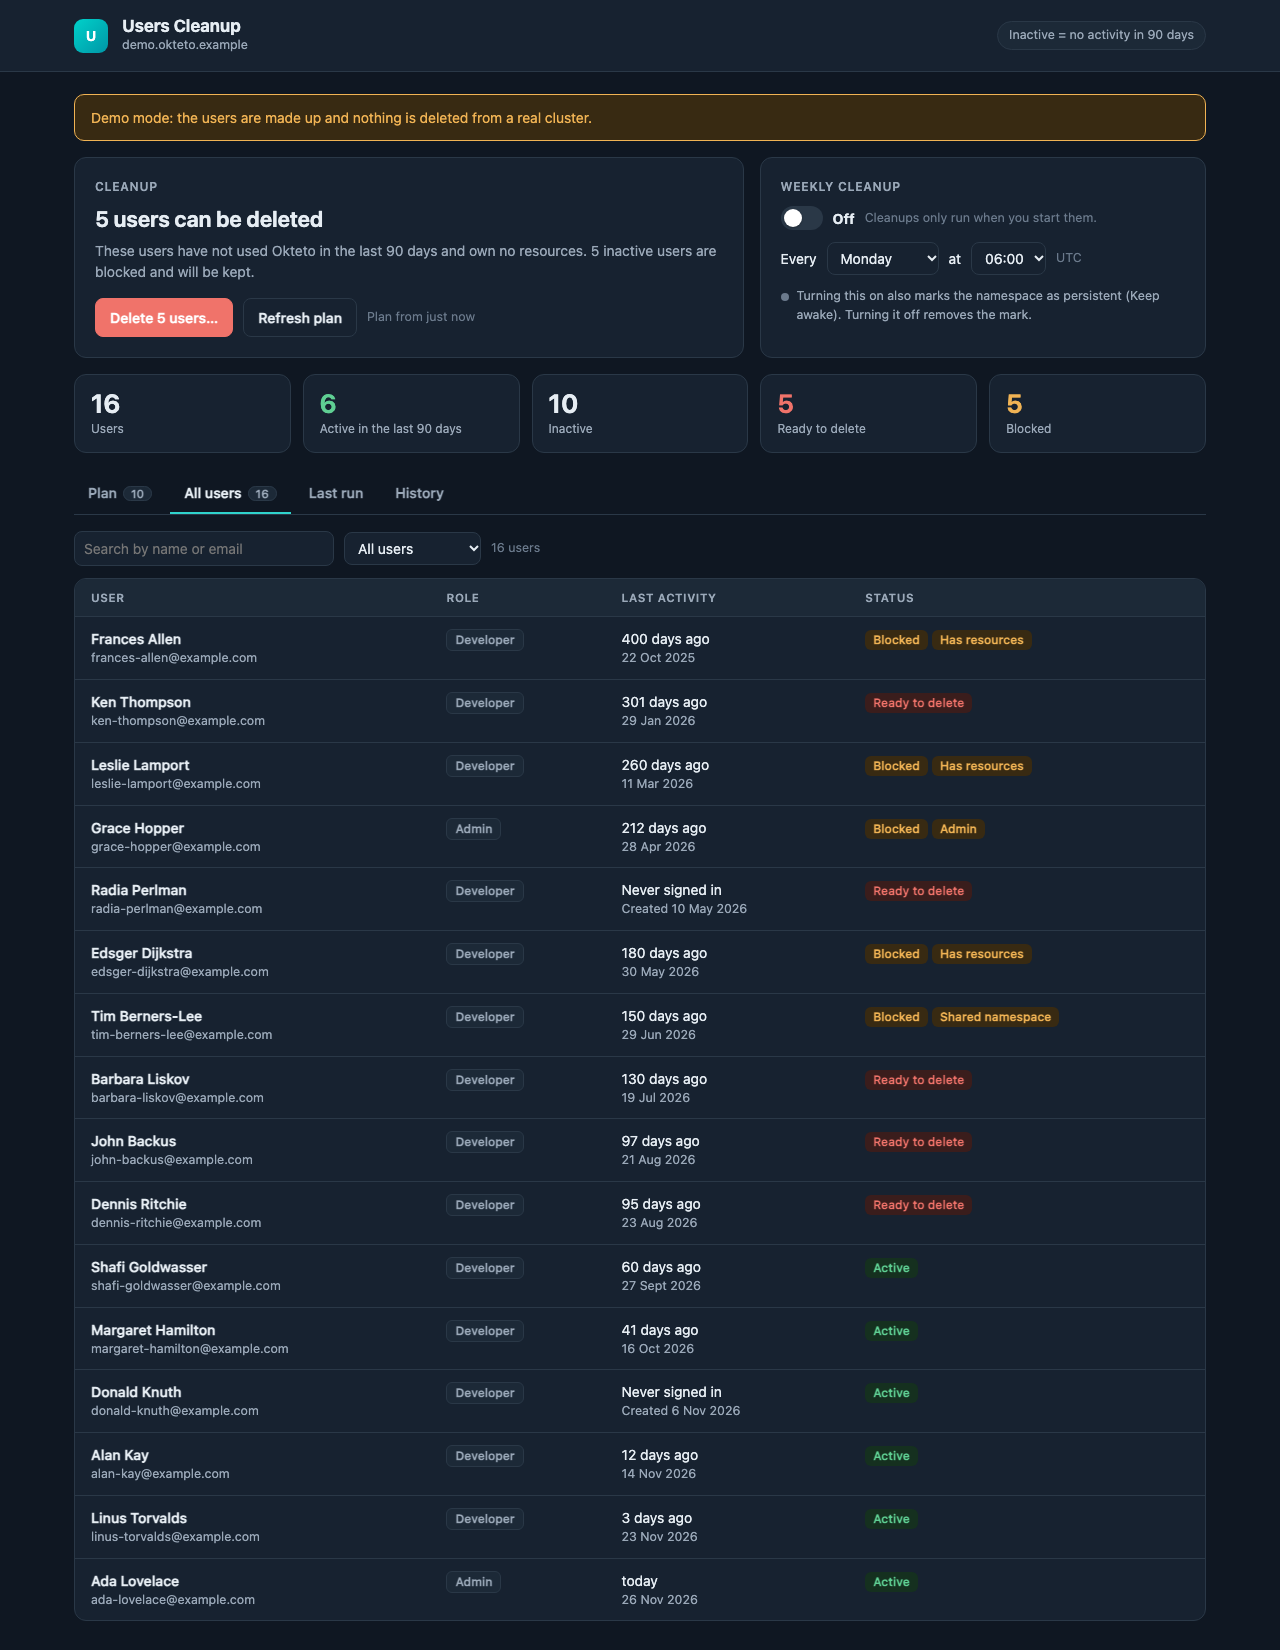 U
Users Cleanup
demo.okteto.example
Inactive = no activity in 90 days
Demo mode: the users are made up and nothing is deleted from a real cluster.
CLEANUP
5 users can be deleted
These users have not used Okteto in the last 90 days and own no resources. 5 inactive users are
blocked and will be kept.
Delete 5 users...
Refresh plan
Plan from just now
WEEKLY CLEANUP
Off
Cleanups only run when you start them.
Every
Monday
at
06:00
UTC
Turning this on also marks the namespace as persistent (Keep
awake). Turning it off removes the mark.
16
Users
6
Active in the last 90 days
10
Inactive
5
Ready to delete
5
Blocked
Plan 10
All users 16
Last run
History
Search by name or email
All users
16 users
USER ROLE LAST ACTIVITY STATUS
Frances Allen Developer 400 days ago Blocked Has resources
frances-allen@example.com 22 Oct 2025
Ken Thompson Developer 301 days ago Ready to delete
ken-thompson@example.com 29 Jan 2026
Leslie Lamport Developer 260 days ago Blocked Has resources
leslie-lamport@example.com 11 Mar 2026
Grace Hopper Admin 212 days ago Blocked Admin
grace-hopper@example.com 28 Apr 2026
Radia Perlman Developer Never signed in Ready to delete
radia-perlman@example.com Created 10 May 2026
Edsger Dijkstra Developer 180 days ago Blocked Has resources
edsger-dijkstra@example.com 30 May 2026
Tim Berners-Lee Developer 150 days ago Blocked Shared namespace
tim-berners-lee@example.com 29 Jun 2026
Barbara Liskov Developer 130 days ago Ready to delete
barbara-liskov@example.com 19 Jul 2026
John Backus Developer 97 days ago Ready to delete
john-backus@example.com 21 Aug 2026
Dennis Ritchie Developer 95 days ago Ready to delete
dennis-ritchie@example.com 23 Aug 2026
Shafi Goldwasser Developer 60 days ago Active
shafi-goldwasser@example.com 27 Sept 2026
Margaret Hamilton Developer 41 days ago Active
margaret-hamilton@example.com 16 Oct 2026
Donald Knuth Developer Never signed in Active
donald-knuth@example.com Created 6 Nov 2026
Alan Kay Developer 12 days ago Active
alan-kay@example.com 14 Nov 2026
Linus Torvalds Developer 3 days ago Active
linus-torvalds@example.com 23 Nov 2026
Ada Lovelace Admin today Active
ada-lovelace@example.com 26 Nov 2026